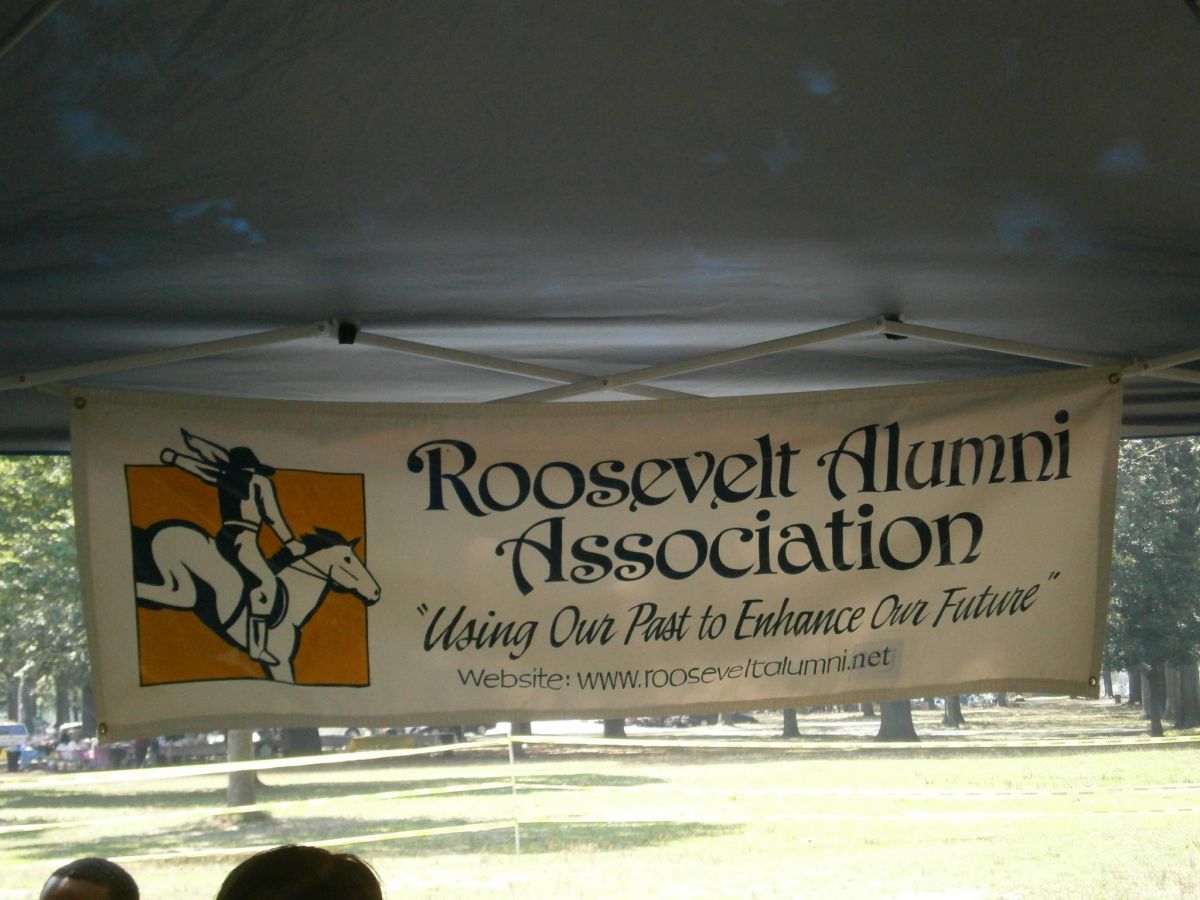 Roosevelt Alumni
Association
"Using Our Past to Enhance Our Future"
Website: www.rooseveltalumni.net